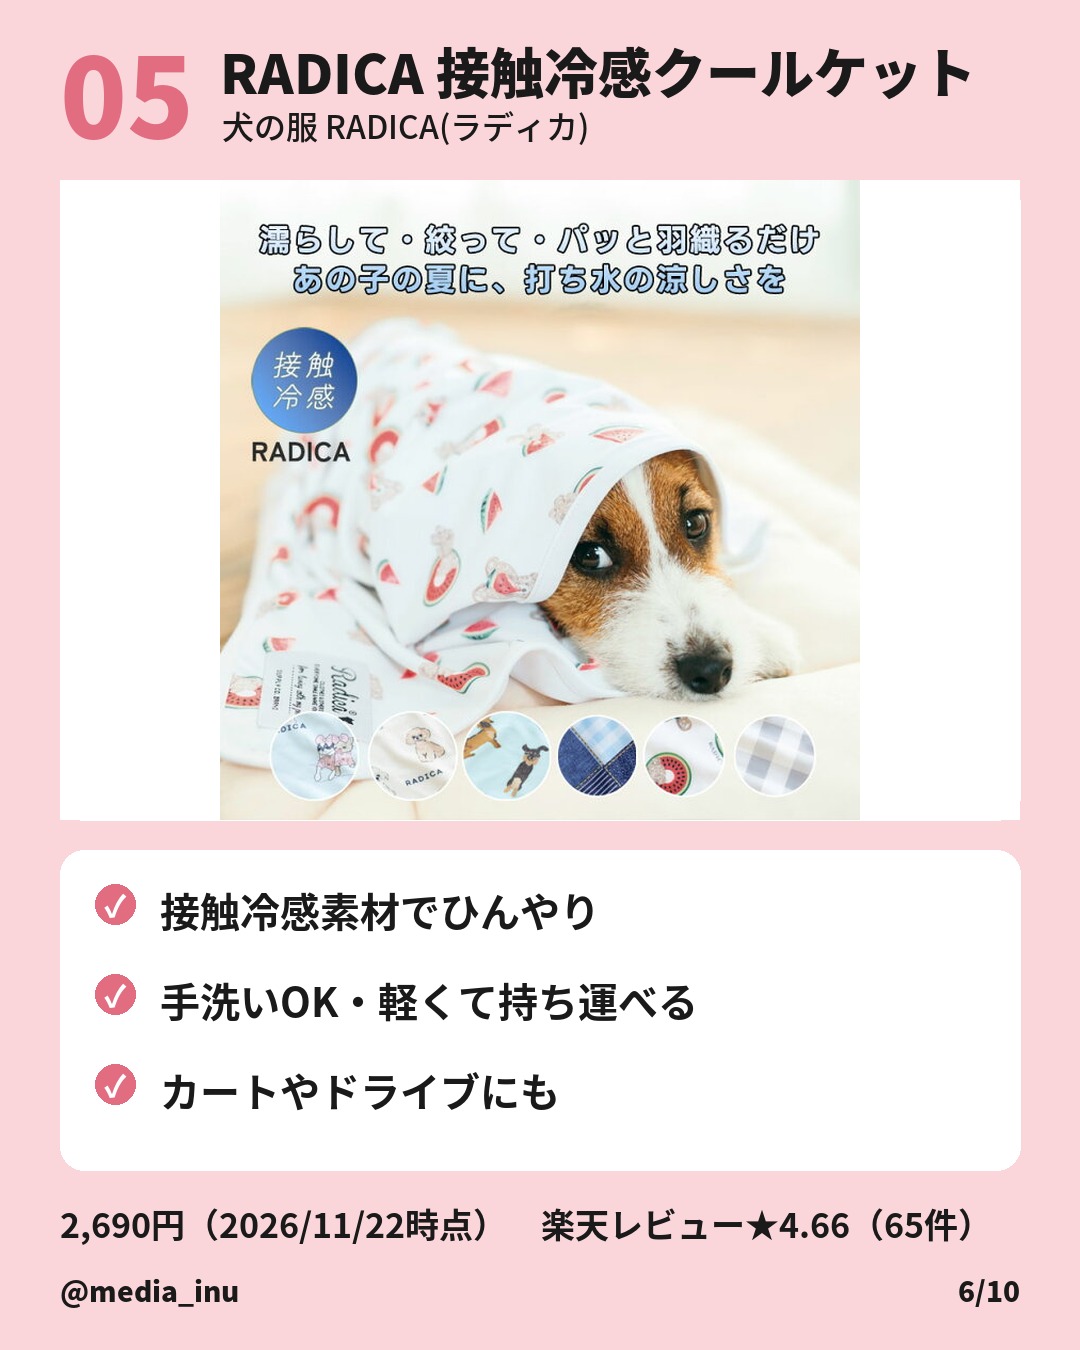 05
RADICA 接触冷感クールケット
犬の服 RADICA(ラディカ)
濡らして・絞って・パッと羽織るだけ
あの子の夏に、打ち水の涼しさを
接触
冷感
RADICA
Radica
RADICA
接触冷感素材でひんやり
手洗いOK・軽くて持ち運べる
カートやドライブにも
2,690円（2026/11/22時点） 楽天レビュー★4.66（65件）
@media_inu
6/10